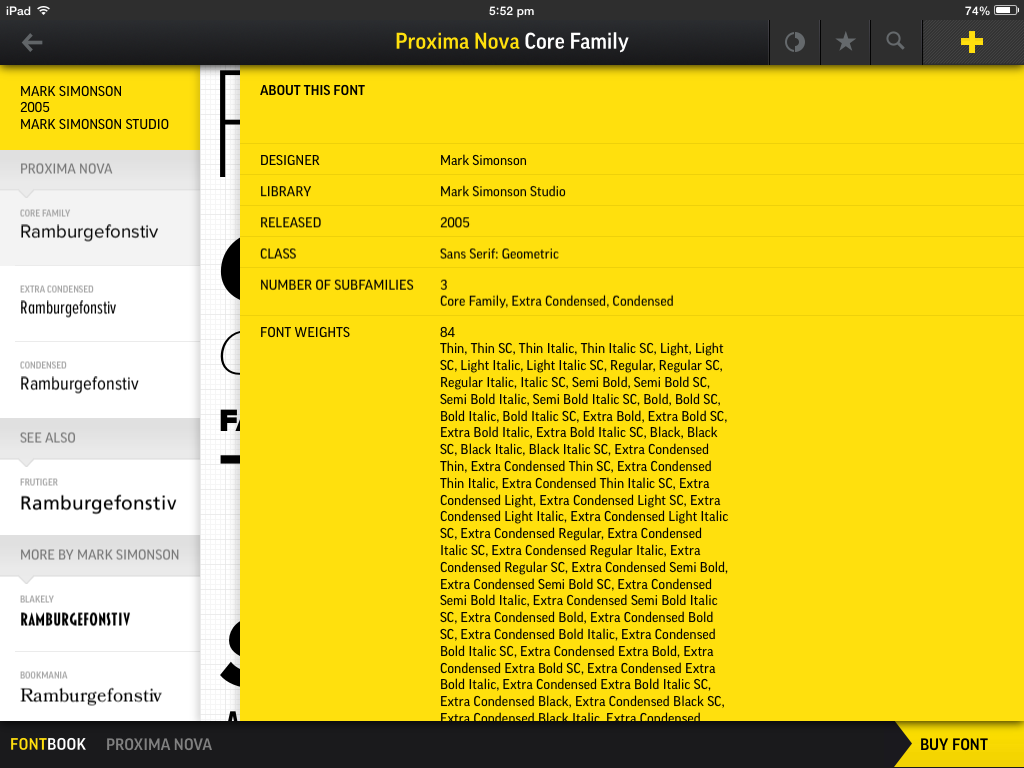 iPad
5:52 pm
74%
Proxima Nova Core Family
MARK SIMONSON
2005
MARK SIMONSON STUDIO
PROXIMA NOVA
CORE FAMILY
Ramburgefonstiv
EXTRA CONDENSED
Ramburgefonstiv
CONDENSED
Ramburgefonstiv
SEE ALSO
FRUTIGER
Ramburgefonstiv
MORE BY MARK SIMONSON
BLAKELY
RAMBURGEFONSTIV
BOOKMANIA
Ramburgefonstiv
ABOUT THIS FONT
DESIGNER
Mark Simonson
LIBRARY
Mark Simonson Studio
RELEASED
2005
CLASS
Sans Serif: Geometric
NUMBER OF SUBFAMILIES
3
Core Family, Extra Condensed, Condensed
FONT WEIGHTS
84
Thin, Thin SC, Thin Italic, Thin Italic SC, Light, Light
SC, Light Italic, Light Italic SC, Regular, Regular SC,
Regular Italic, Italic SC, Semi Bold, Semi Bold SC,
Semi Bold Italic, Semi Bold Italic SC, Bold, Bold SC,
Bold Italic, Bold Italic SC, Extra Bold, Extra Bold SC,
Extra Bold Italic, Extra Bold Italic SC, Black, Black
SC, Black Italic, Black Italic SC, Extra Condensed
Thin, Extra Condensed Thin SC, Extra Condensed
Thin Italic, Extra Condensed Thin Italic SC, Extra
Condensed Light, Extra Condensed Light SC, Extra
Condensed Light Italic, Extra Condensed Light Italic
SC, Extra Condensed Regular, Extra Condensed
Italic SC, Extra Condensed Regular Italic, Extra
Condensed Regular SC, Extra Condensed Semi Bold,
Extra Condensed Semi Bold SC, Extra Condensed
Semi Bold Italic, Extra Condensed Semi Bold Italic
SC, Extra Condensed Bold, Extra Condensed Bold
SC, Extra Condensed Bold Italic, Extra Condensed
Bold Italic SC, Extra Condensed Extra Bold, Extra
Condensed Extra Bold SC, Extra Condensed Extra
Bold Italic, Extra Condensed Extra Bold Italic SC,
Extra Condensed Black, Extra Condensed Black SC,
Extra Condensed Black Italic, Extra Condensed
FONTBOOK
PROXIMA NOVA
BUY FONT